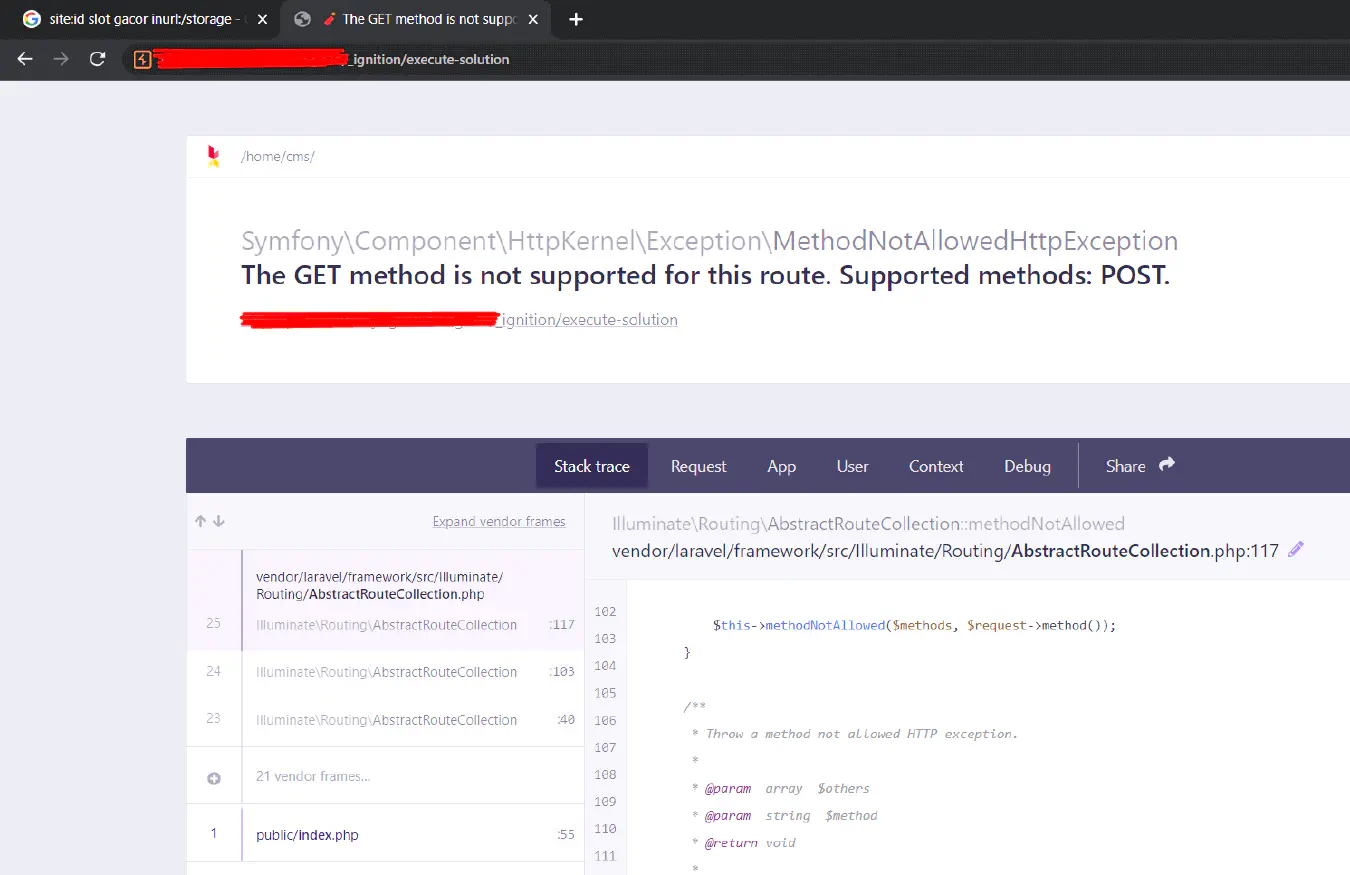 site:id slot gacor inurl:/storage -
The GET method is not suppo
_ignition/execute-solution
/home/cms/
Symfony\Component\HttpKernel\Exception\MethodNotAllowedHttpException
The GET method is not supported for this route. Supported methods: POST.
_ignition/execute-solution
Stack trace Request App User Context Debug Share
Expand vendor frames
vendor/laravel/framework/src/Illuminate/
Routing/AbstractRouteCollection.php
25 Illuminate\Routing\AbstractRouteCollection :117
24 Illuminate\Routing\AbstractRouteCollection :103
23 Illuminate\Routing\AbstractRouteCollection :40
21 vendor frames...
1 public/index.php :55
Illuminate\Routing\AbstractRouteCollection::methodNotAllowed
vendor/laravel/framework/src/Illuminate/Routing/AbstractRouteCollection.php:117
102 $this->methodNotAllowed($methods, $request->method());
103 }
104
105 /**
106 * Throw a method not allowed HTTP exception.
107 *
108 * @param array $others
109 * @param string $method
110 * @return void
111 *